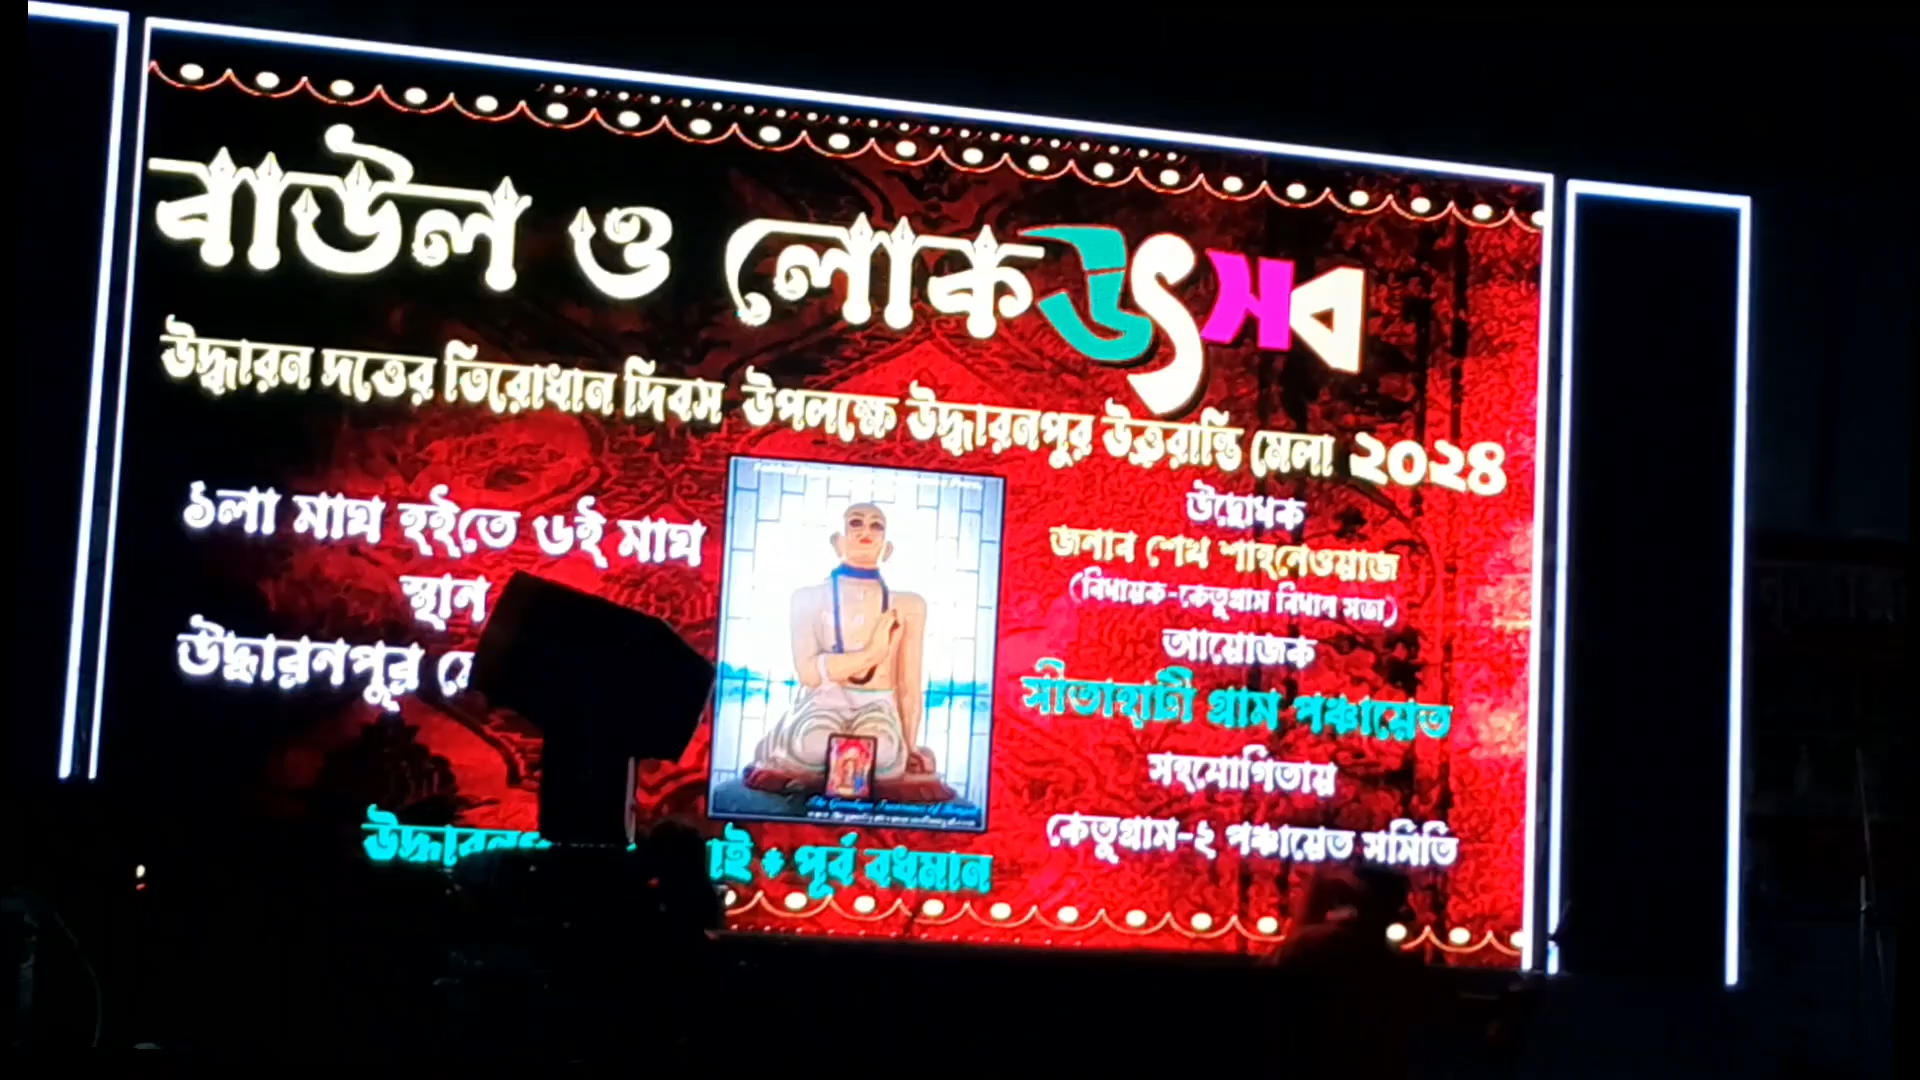 বাউল ও লোকউৎসব
উদ্ধারন দত্তের তিরোধান দিবস উপলক্ষে উদ্ধারনপুর উত্তরান্তি মেলা ২০২৪
১লা মাঘ হইতে ৬ই মাঘ
স্থান
উদ্ধারনপুর
উদ্বোধক
জনাব শেখ শাহনেওয়াজ
(বিধায়ক-কেতুগ্রাম বিধান সভা)
আয়োজক
সীতাহাটী গ্রাম পঞ্চায়েত
সহযোগিতায়
কেতুগ্রাম-২ পঞ্চায়েত সমিতি
পূর্ব বর্ধমান